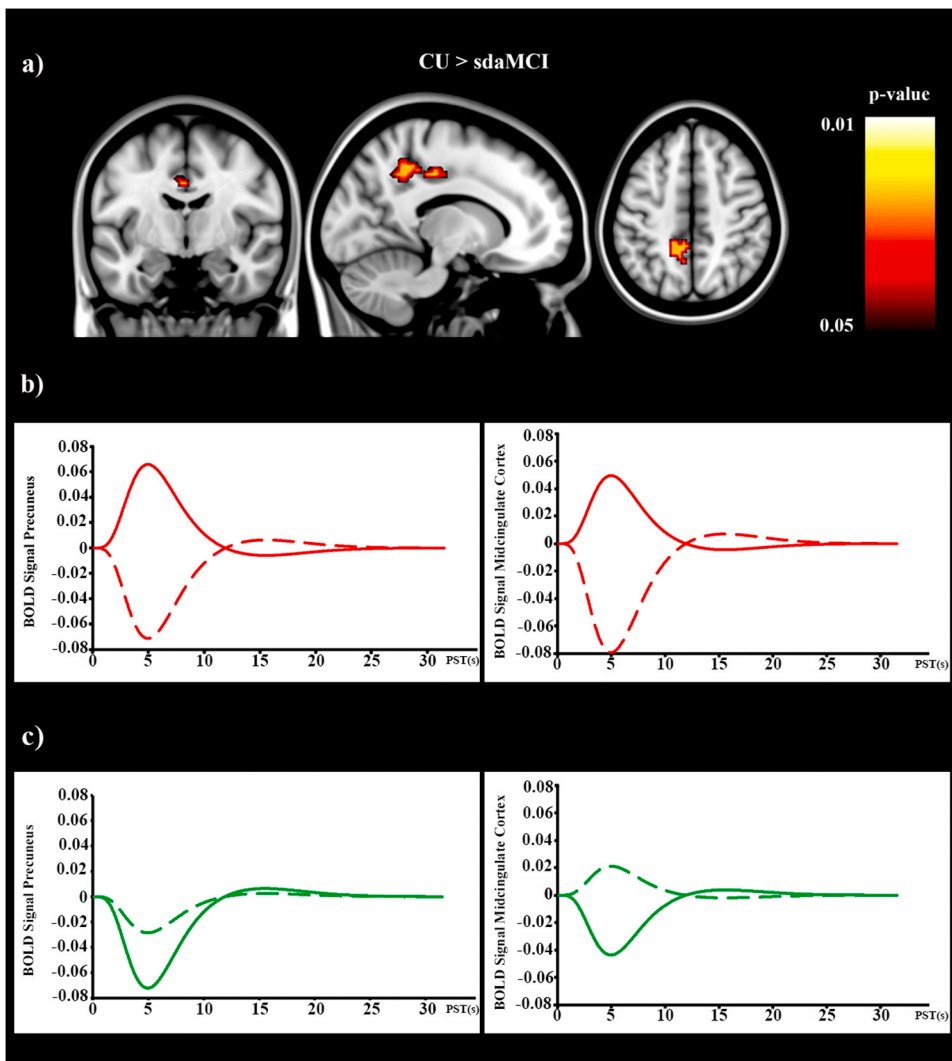 a)
CU > sdaMCI
p-value
0.01
0.05
b)
BOLD Signal Precuneus
0.08
0.06
0.04
0.02
0
-0.02
-0.04
-0.06
-0.08
0 5 10 15 20 25 30 PST(s)
BOLD Signal Midcingulate Cortex
0.08
0.06
0.04
0.02
0
-0.02
-0.04
-0.06
-0.08
0 5 10 15 20 25 30 PST(s)
c)
BOLD Signal Precuneus
0.08
0.06
0.04
0.02
0
-0.02
-0.04
-0.06
-0.08
0 5 10 15 20 25 30 PST(s)
BOLD Signal Midcingulate Cortex
0.08
0.06
0.04
0.02
0
-0.02
-0.04
-0.06
-0.08
0 5 10 15 20 25 30 PST(s)